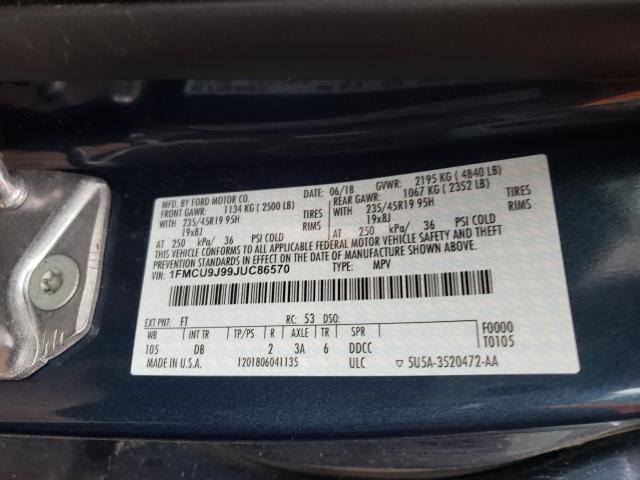 MFD. BY FORD MOTOR CO.
DATE: 06/18 GVWR: 2195 KG ( 4840 LB)
FRONT GAWR: 1134 KG ( 2500 LB) REAR GAWR: 1067 KG ( 2352 LB)
WITH TIRES WITH TIRES
235/45R19 95H 235/45R19 95H
19x8J RIMS 19x8J RIMS
AT 250 kPa/ 36 PSI COLD AT 250 kPa/ 36 PSI COLD
THIS VEHICLE CONFORMS TO ALL APPLICABLE FEDERAL MOTOR VEHICLE SAFETY AND THEFT
PREVENTION STANDARDS IN EFFECT ON THE DATE OF MANUFACTURE SHOWN ABOVE.
VIN: 1FMCU9J99JUC86570
TYPE: MPV
EXT PNT: FT RC: 53 DSO:
WB INT TR TP/PS R AXLE TR SPR F0000
105 DB 2 3A 6 DDCC T0105
MADE IN U.S.A. 1201806041135 ULC ▽ 5U5A-3520472-AA